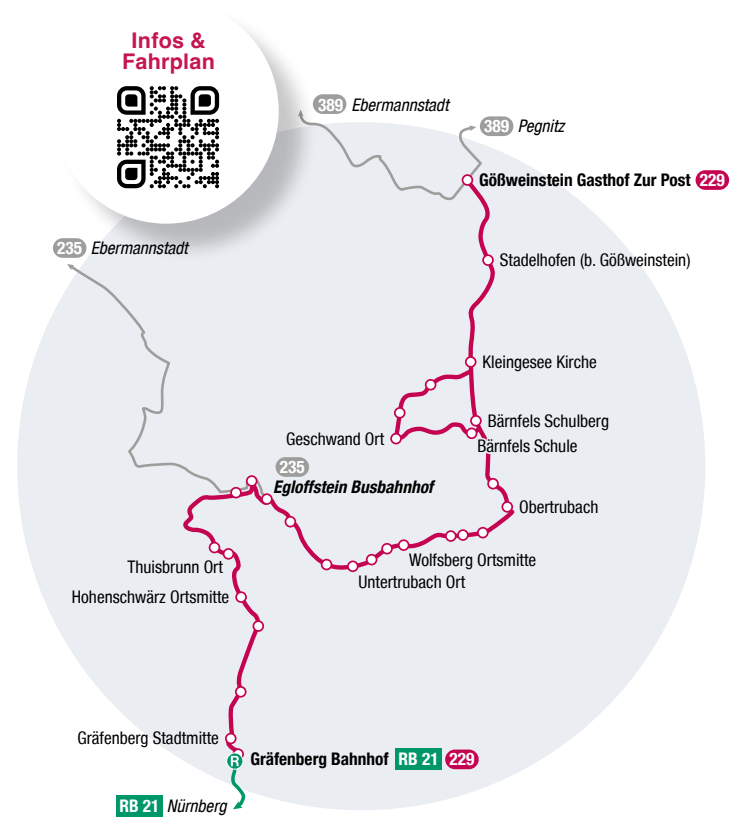 Infos &
Fahrplan
389 Ebermannstadt
389 Pegnitz
Gößweinstein Gasthof Zur Post 229
235 Ebermannstadt
Stadelhofen (b. Gößweinstein)
Kleingesee Kirche
Bärnfels Schulberg
Geschwand Ort
Bärnfels Schule
235
Egloffstein Busbahnhof
Obertrubach
Wolfsberg Ortsmitte
Thuisbrunn Ort
Untertrubach Ort
Hohenschwärz Ortsmitte
Gräfenberg Stadtmitte
R Gräfenberg Bahnhof RB 21 229
RB 21 Nürnberg